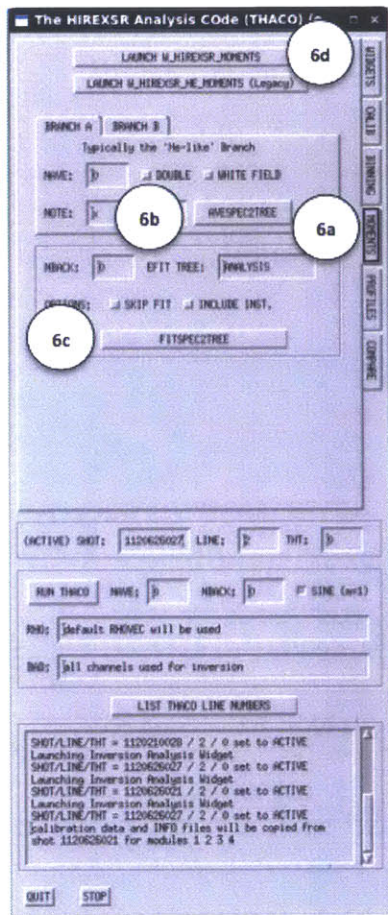 The HIREXSR Analysis COde (THACO)
6d
LAUNCH W_HIREXSR_MOMENTS
LAUNCH W_HIREXSR_HE_MOMENTS (Legacy)
BRANCH A BRANCH B
Typically the 'He-like' Branch
NAVE: DOUBLE WHITE FIELD
NOTE: 6b AVESPEC2TREE
6a
NBACK: EFIT TREE: ANALYSIS
OPTIONS: SKIP FIT INCLUDE INST.
6c
FITSPEC2TREE
WIDGETS
CALIB
BINNING
MOMENTS
PROFILES
COMPARE
(ACTIVE) SHOT: 1120626027 LINE: 2 THT: 0
RUN THACO NAVE: NBACK: SINE (m=1)
RHO: default RHOVEC will be used
BAD: all channels used for inversion
LIST THACO LINE NUMBERS
SHOT/LINE/THT = 1120210028 / 2 / 0 set to ACTIVE
Launching Inversion Analysis Widget
SHOT/LINE/THT = 1120626027 / 2 / 0 set to ACTIVE
Launching Inversion Analysis Widget
SHOT/LINE/THT = 1120626021 / 2 / 0 set to ACTIVE
Launching Inversion Analysis Widget
SHOT/LINE/THT = 1120626027 / 2 / 0 set to ACTIVE
calibration data and INFO files will be copied from
shot 1120626021 for modules 1 2 3 4
QUIT STOP